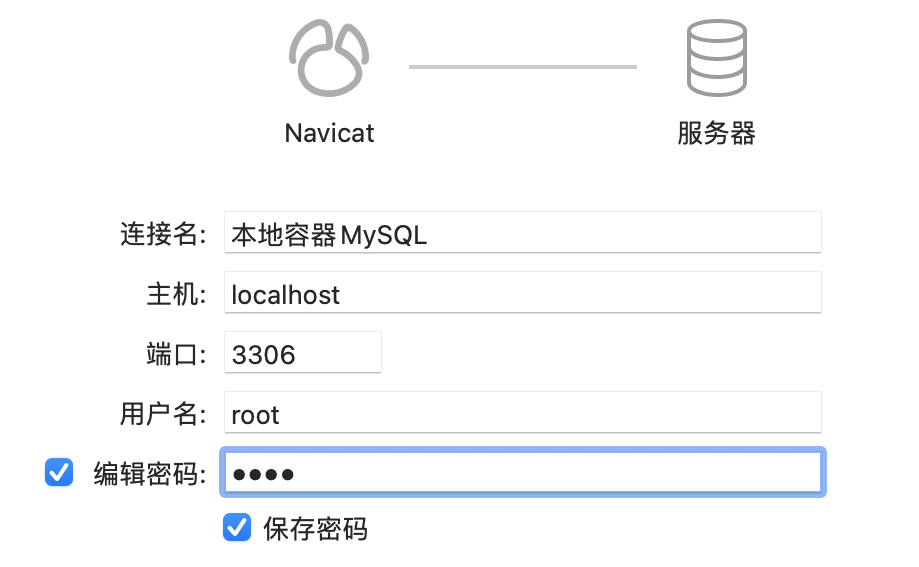 Navicat
服务器
连接名: 本地容器MySQL
主机: localhost
端口: 3306
用户名: root
编辑密码: ••••
保存密码